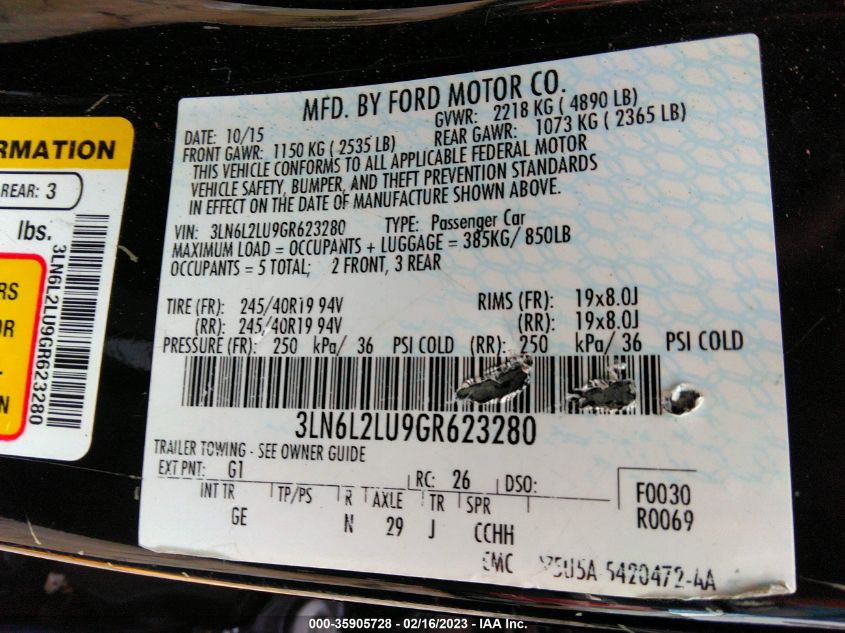 MFD. BY FORD MOTOR CO.
DATE: 10/15 GVWR: 2218 KG ( 4890 LB)
FRONT GAWR: 1150 KG ( 2535 LB) REAR GAWR: 1073 KG ( 2365 LB)
THIS VEHICLE CONFORMS TO ALL APPLICABLE FEDERAL MOTOR
VEHICLE SAFETY, BUMPER, AND THEFT PREVENTION STANDARDS
IN EFFECT ON THE DATE OF MANUFACTURE SHOWN ABOVE.
VIN: 3LN6L2LU9GR623280 TYPE: Passenger Car
MAXIMUM LOAD = OCCUPANTS + LUGGAGE = 385KG/ 850LB
OCCUPANTS = 5 TOTAL; 2 FRONT, 3 REAR
TIRE (FR): 245/40R19 94V RIMS (FR): 19x8.0J
(RR): 245/40R19 94V (RR): 19x8.0J
PRESSURE (FR): 250 kPa/ 36 PSI COLD (RR): 250 kPa/ 36 PSI COLD
3LN6L2LU9GR623280
TRAILER TOWING - SEE OWNER GUIDE
EXT PNT: G1 RC: 26 DSO: F0030
INT TR TP/PS R AXLE TR SPR R0069
GE N 29 J CCHH
5420472-AA
RMATION
REAR: 3
lbs.
RS
OR
N
3LN6L2LU9GR623280
000-35905728 - 02/16/2023 - IAA Inc.